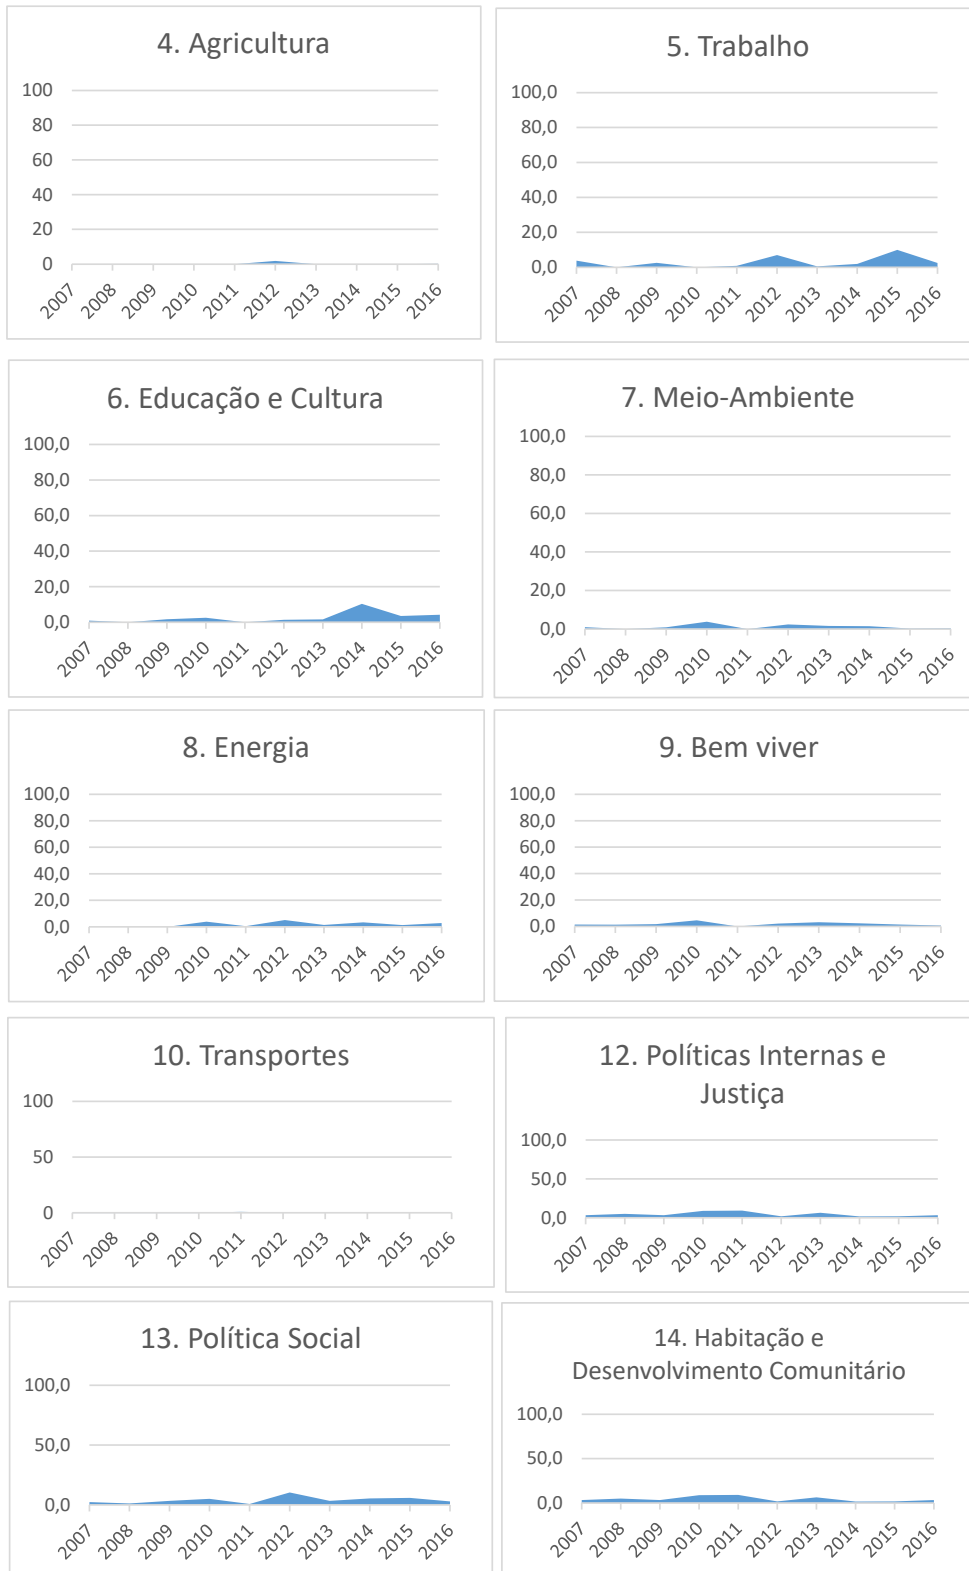 4. Agricultura
100
80
60
40
20
0
2007 2008 2009 2010 2011 2012 2013 2014 2015 2016
5. Trabalho
100,0
80,0
60,0
40,0
20,0
0,0
2007 2008 2009 2010 2011 2012 2013 2014 2015 2016
6. Educação e Cultura
100,0
80,0
60,0
40,0
20,0
0,0
2007 2008 2009 2010 2011 2012 2013 2014 2015 2016
7. Meio-Ambiente
100,0
80,0
60,0
40,0
20,0
0,0
2007 2008 2009 2010 2011 2012 2013 2014 2015 2016
8. Energia
100,0
80,0
60,0
40,0
20,0
0,0
2007 2008 2009 2010 2011 2012 2013 2014 2015 2016
9. Bem viver
100,0
80,0
60,0
40,0
20,0
0,0
2007 2008 2009 2010 2011 2012 2013 2014 2015 2016
10. Transportes
100
50
0
2007 2008 2009 2010 2011 2012 2013 2014 2015 2016
12. Políticas Internas e
Justiça
100,0
50,0
0,0
2007 2008 2009 2010 2011 2012 2013 2014 2015 2016
13. Política Social
100,0
50,0
0,0
2007 2008 2009 2010 2011 2012 2013 2014 2015 2016
14. Habitação e
Desenvolvimento Comunitário
100,0
50,0
0,0
2007 2008 2009 2010 2011 2012 2013 2014 2015 2016